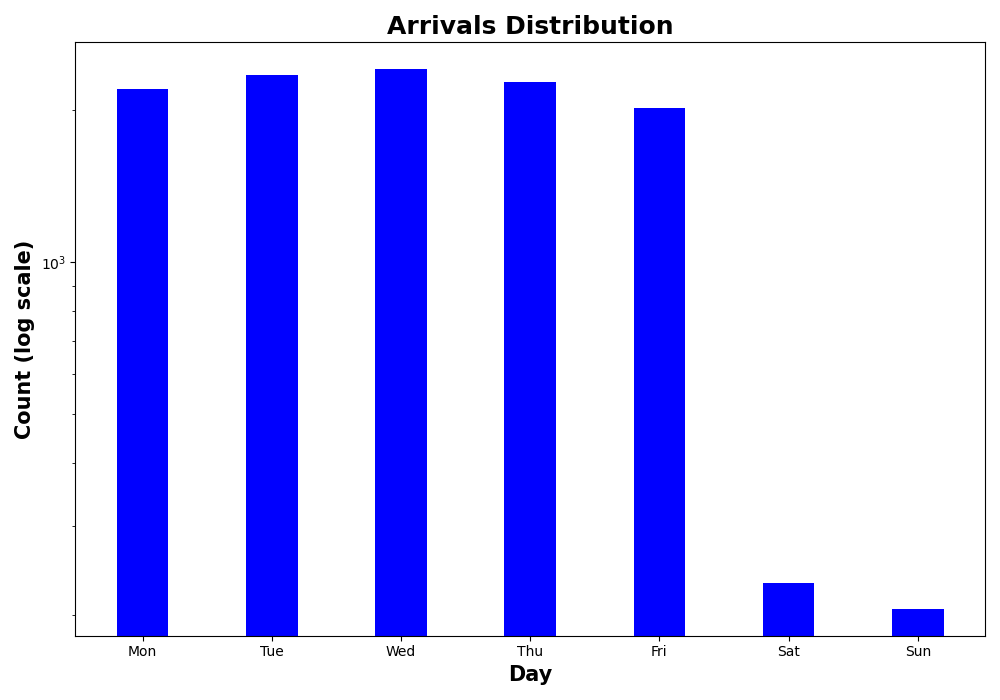 Arrivals Distribution
Count (log scale)
10³
Mon Tue Wed Thu Fri Sat Sun
Day